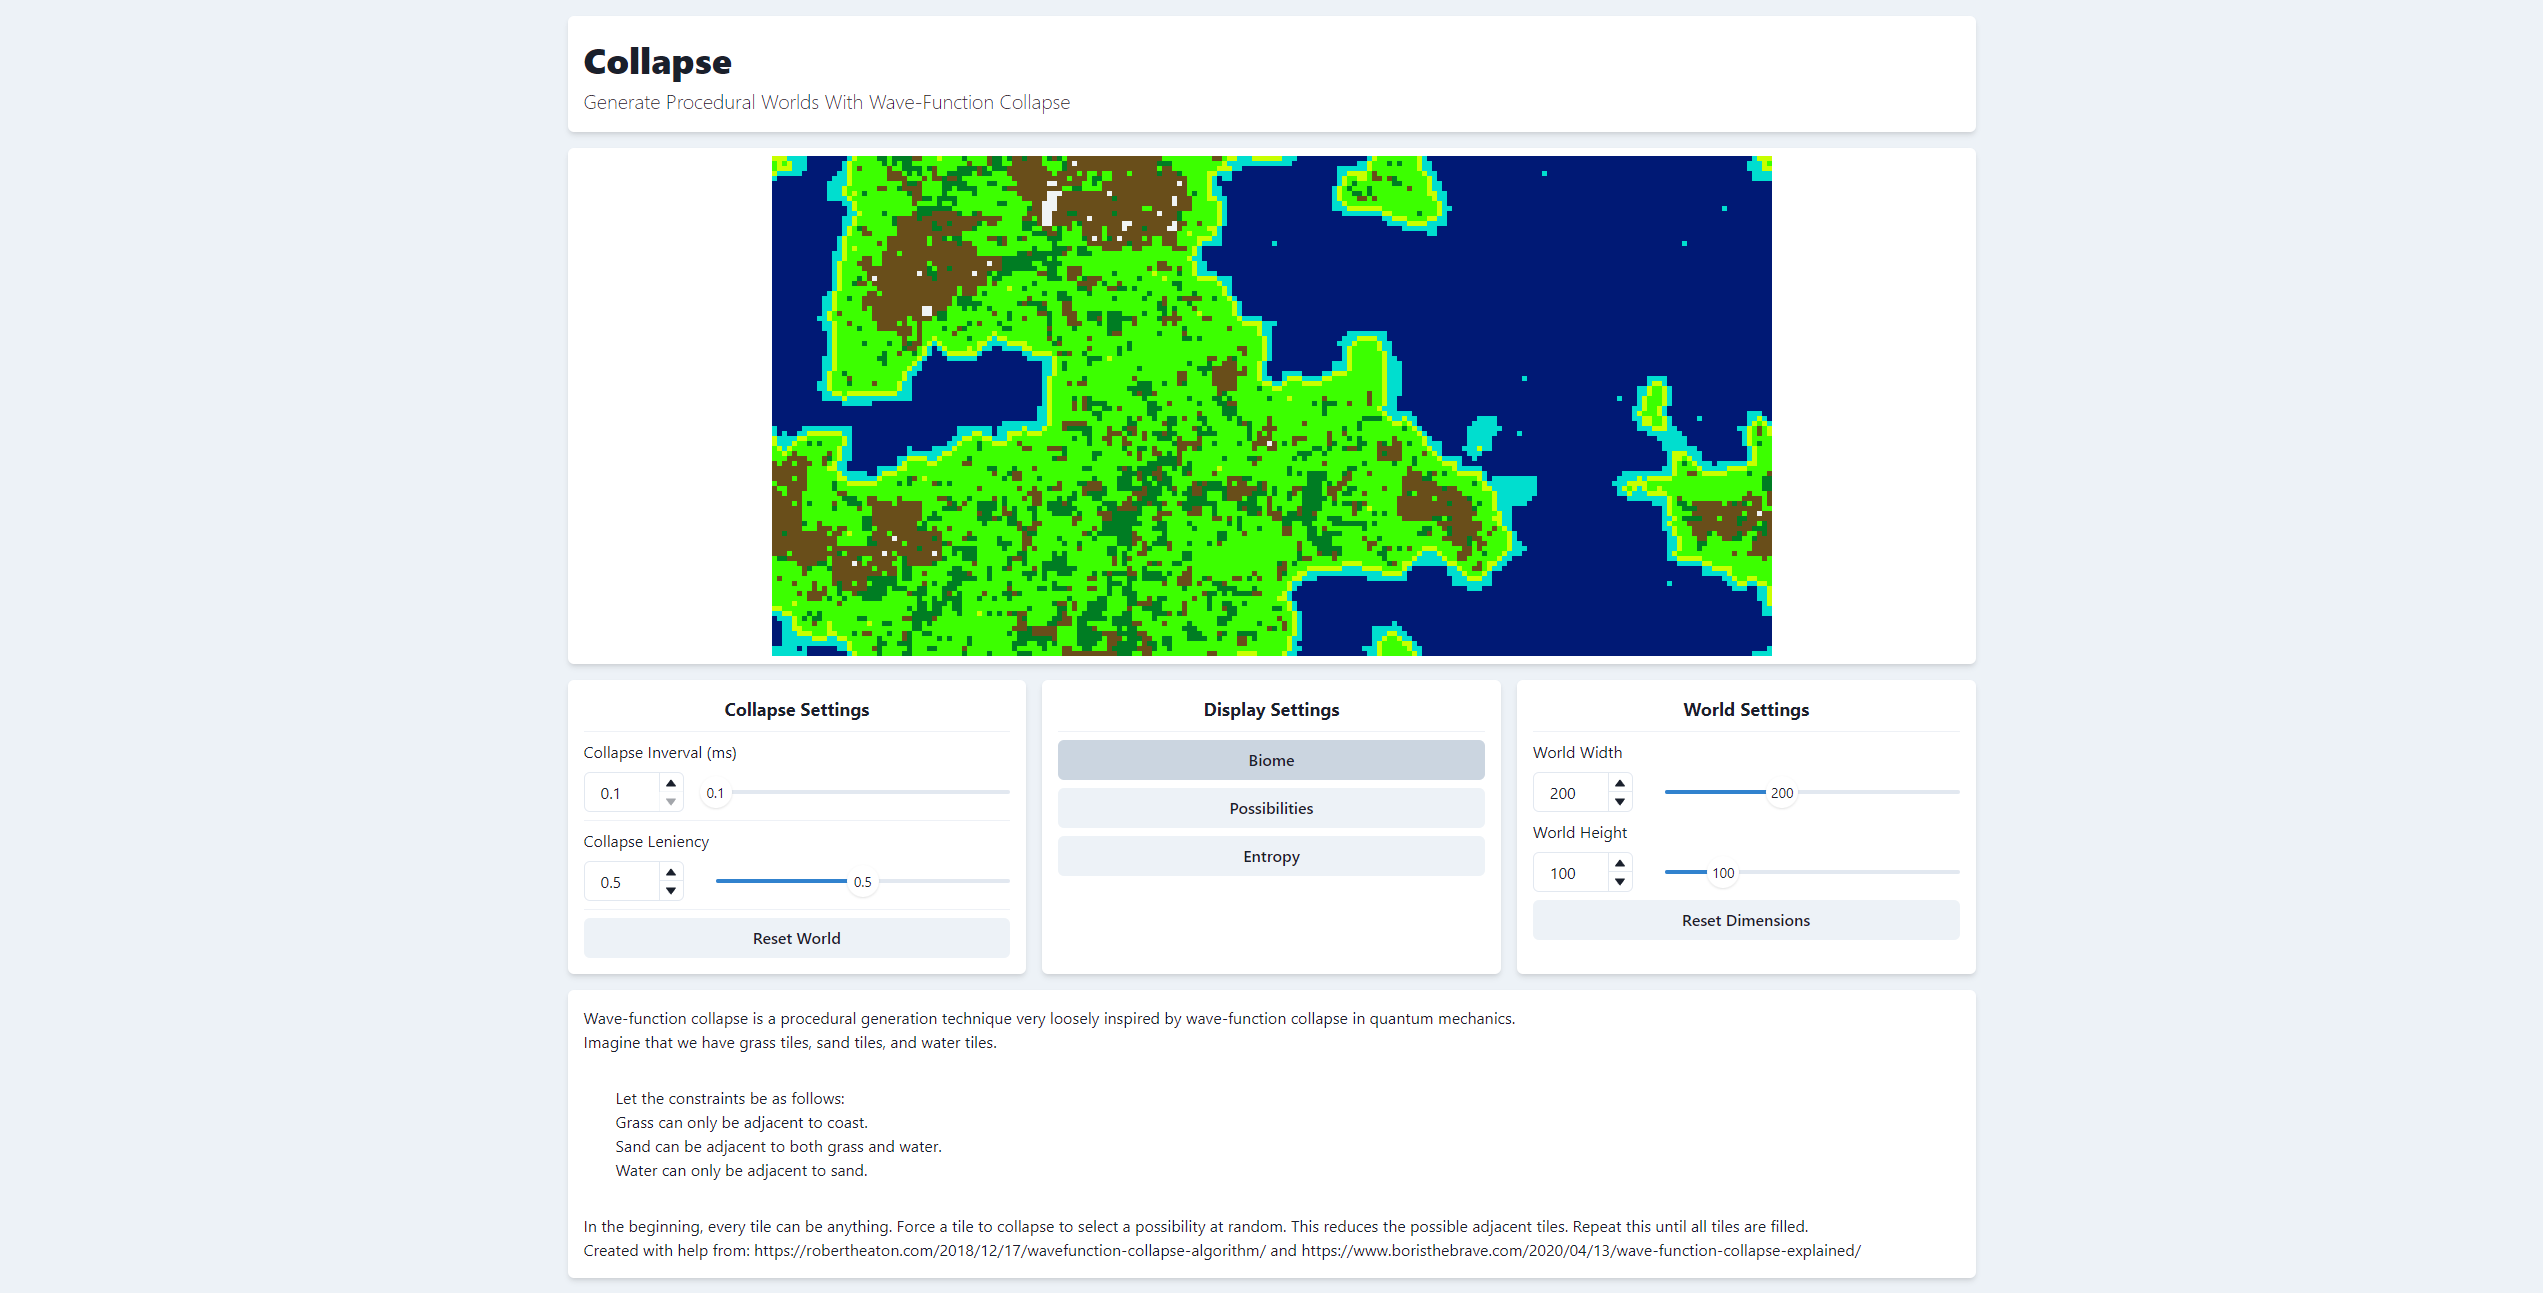 Collapse
Generate Procedural Worlds With Wave-Function Collapse
Collapse Settings
Collapse Inverval (ms)
0.1
0.1
Collapse Leniency
0.5
0.5
Reset World
Display Settings
Biome
Possibilities
Entropy
World Settings
World Width
200
200
World Height
100
100
Reset Dimensions
Wave-function collapse is a procedural generation technique very loosely inspired by wave-function collapse in quantum mechanics.
Imagine that we have grass tiles, sand tiles, and water tiles.
Let the constraints be as follows:
Grass can only be adjacent to coast.
Sand can be adjacent to both grass and water.
Water can only be adjacent to sand.
In the beginning, every tile can be anything. Force a tile to collapse to select a possibility at random. This reduces the possible adjacent tiles. Repeat this until all tiles are filled.
Created with help from: https://robertheaton.com/2018/12/17/wavefunction-collapse-algorithm/ and https://www.boristhebrave.com/2020/04/13/wave-function-collapse-explained/